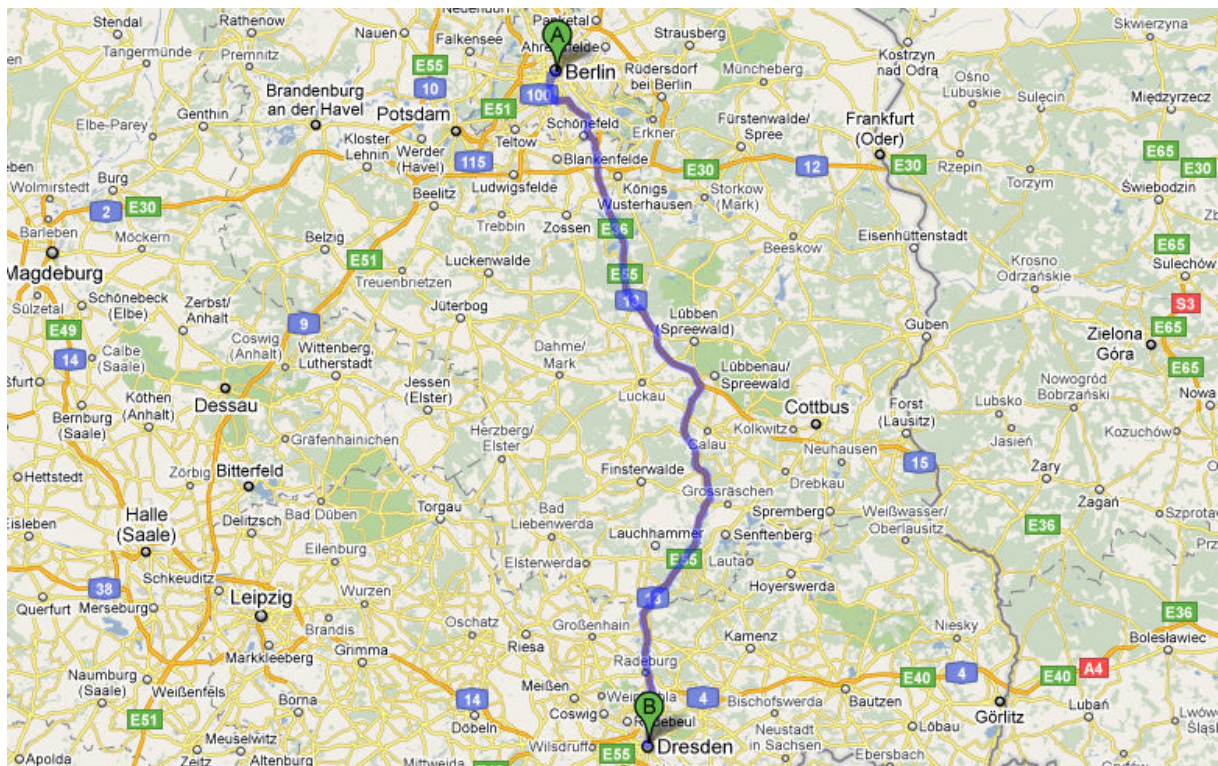 Stendal
Rathenow
Nauen
Neuendorf
Panketal
Skwierzyna
Tangermünde
Premnitz
Falkensee
A
Strausberg
Kostrzyn
nad Odrą
E55
10
Berlin
Rüdersdorf
bei Berlin
Müncheberg
Ośno
Lubuskie
Sulęcin
Międzyrzecz
Genthin
Brandenburg
an der Havel
Potsdam
E51
100
Elbe-Parey
Kloster
Lehnin
Werder
(Havel)
Teltow
Schönefeld
Erkner
Fürstenwalde/
Spree
Frankfurt
(Oder)
115
Blankenfelde
E30
12
E30
Rzepin
Torzym
E65
E30
Wolmirstedt
Burg
2
E30
Beelitz
Ludwigsfelde
Königs
Wusterhausen
Storkow
(Mark)
Świebodzin
Barleben
Möckern
Belzig
Trebbin
Zossen
E36
Beeskow
Eisenhüttenstadt
E65
Magdeburg
E51
Treuenbrietzen
Luckenwalde
E55
Krosno
Odrzańskie
Sulechów
Sülzetal
Schönebeck
(Elbe)
Zerbst/
Anhalt
Jüterbog
13
Lübben
(Spreewald)
Guben
S3
E49
14
Calbe
(Saale)
Coswig
(Anhalt)
9
Wittenberg,
Lutherstadt
Dahme/
Mark
Zielona
Góra
E65
E65
Köthen
(Anhalt)
Dessau
Jessen
(Elster)
Luckau
Lübbenau/
Spreewald
Cottbus
Forst
(Lausitz)
Lubsko
Nowogród
Bobrzański
Nowa
Bernburg
(Saale)
Gräfenhainichen
Herzberg/
Elster
Calau
Kolkwitz
Neuhausen
Jasień
Kożuchów
Hettstedt
Zörbig
Bitterfeld
Finsterwalde
Drebkau
15
Żary
Żagań
Halle
(Saale)
Delitzsch
Bad Düben
Torgau
Bad
Liebenwerda
Grossräschen
Spremberg
Weißwasser/
Oberlausitz
E36
Szprotaw
Eisleben
Eilenburg
Lauchhammer
Senftenberg
Schkeuditz
Elsterwerda
E55
Lauta
Hoyerswerda
38
Querfurt
Merseburg
Leipzig
Wurzen
13
E36
Brandis
Oschatz
Riesa
Großenhain
Kamenz
Niesky
Bolesławiec
Markkleeberg
Grimma
Radeburg
Naumburg
(Saale)
Weißenfels
14
Meißen
4
Bischofswerda
Bautzen
E40
4
E40
A4
E51
Borna
Döbeln
Coswig
B
Görlitz
Lubań
Meuselwitz
Wilsdruff
Neustadt
in Sachsen
Löbau
Lwów
Śląsk
Apolda
Zeitz
Altenburg
Mittweida
E55
Dresden
Ebersbach